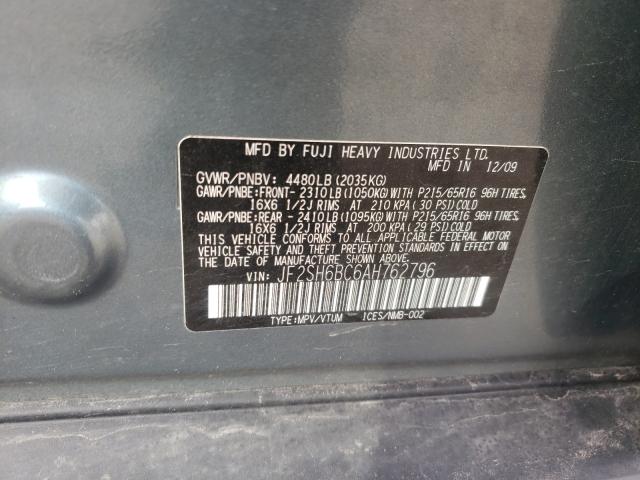 MFD BY FUJI HEAVY INDUSTRIES LTD.
MFD IN 12/09
GVWR/PNBV: 4480LB (2035KG)
GAWR/PNBE:FRONT- 2310LB (1050KG) WITH P215/65R16 96H TIRES,
16X6 1/2J RIMS AT 210 KPA (30 PSI) COLD
GAWR/PNBE:REAR - 2410LB (1095KG) WITH P215/65R16 96H TIRES,
16X6 1/2J RIMS AT 200 KPA (29 PSI) COLD
THIS VEHICLE CONFORMS TO ALL APPLICABLE FEDERAL MOTOR
VEHICLE SAFETY AND THEFT PREVENTION STANDARDS IN EFFECT ON
THE DATE OF MANUFACTURE SHOWN ABOVE.
VIN: JF2SH6BC6AH762796
TYPE:MPV/VTUM ICES/NMB-002